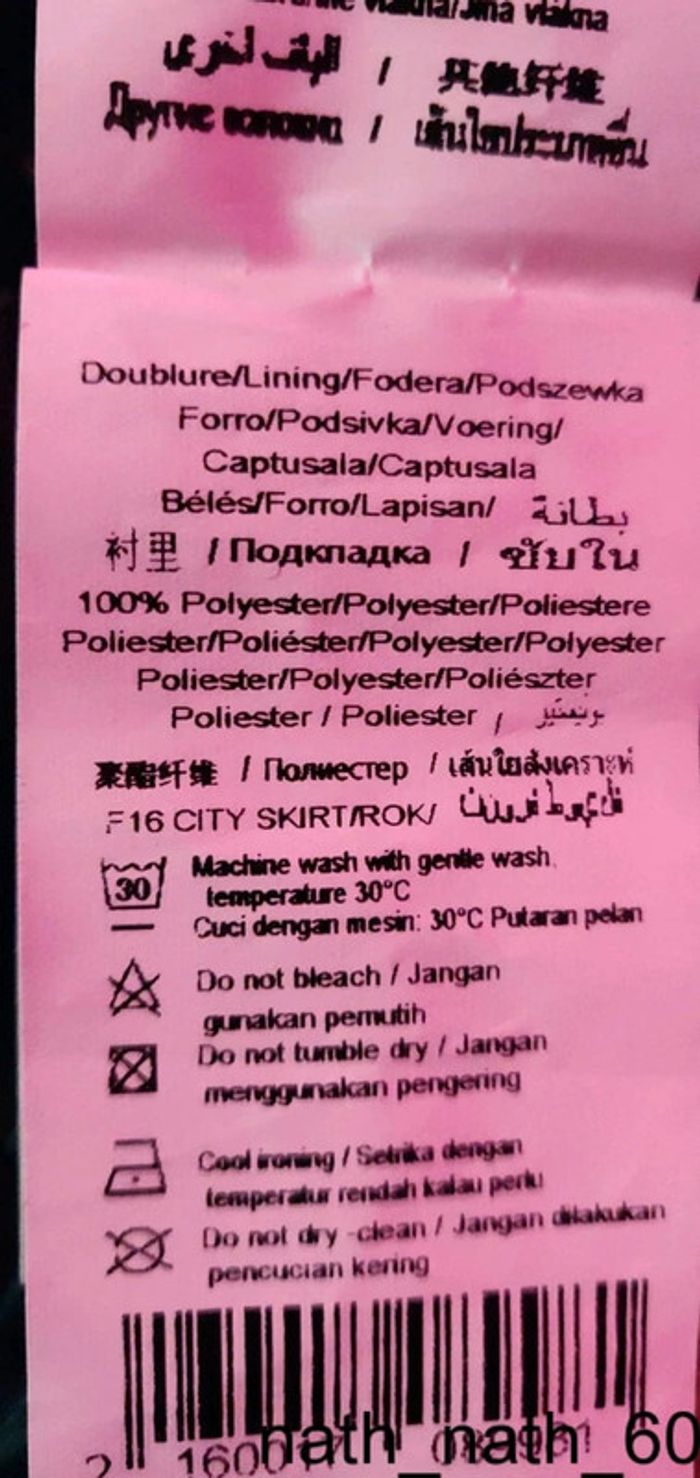 vlákna/Jiná vlákna
ألياف أخرى / 其他纤维
Другие волокна / เส้นใยประเภทอื่น
Doublure/Lining/Fodera/Podszewka
Forro/Podsivka/Voering/
Captusala/Captusala
Bélés/Forro/Lapisan/ بطانة
衬里 / Подкладка / ซับใน
100% Polyester/Polyester/Poliestere
Poliester/Poliéster/Polyester/Polyester
Poliester/Polyester/Poliészter
Poliester / Poliester /
聚酯纤维 / Полиестер / เส้นใยสังเคราะห์
F16 CITY SKIRT/ROK/
30
Machine wash with gentle wash.
temperature 30°C
Cuci dengan mesin: 30°C Putaran pelan
Do not bleach / Jangan
gunakan pemutih
Do not tumble dry / Jangan
menggunakan pengering
Cool ironing / Setrika dengan
temperatur rendah kalau perlu
Do not dry -clean / Jangan dilakukan
pencucian kering
nath_nath_60